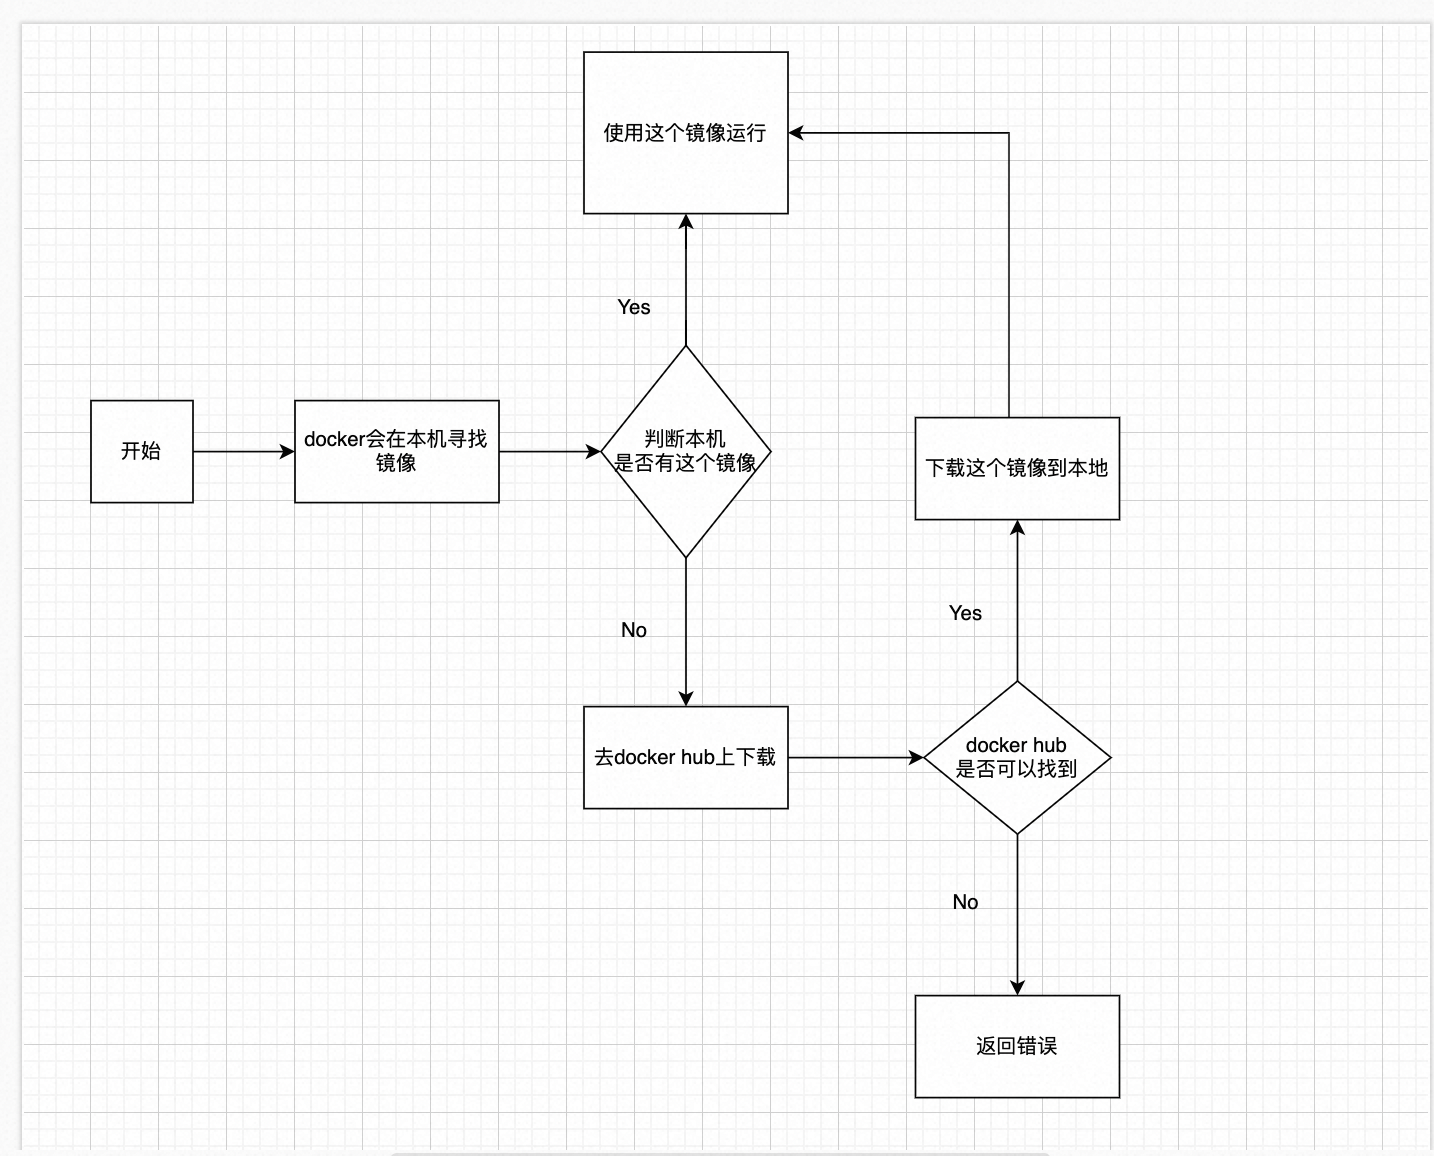 使用这个镜像运行
Yes
开始
docker会在本机寻找
镜像
判断本机
是否有这个镜像
下载这个镜像到本地
No
Yes
去docker hub上下载
docker hub
是否可以找到
No
返回错误